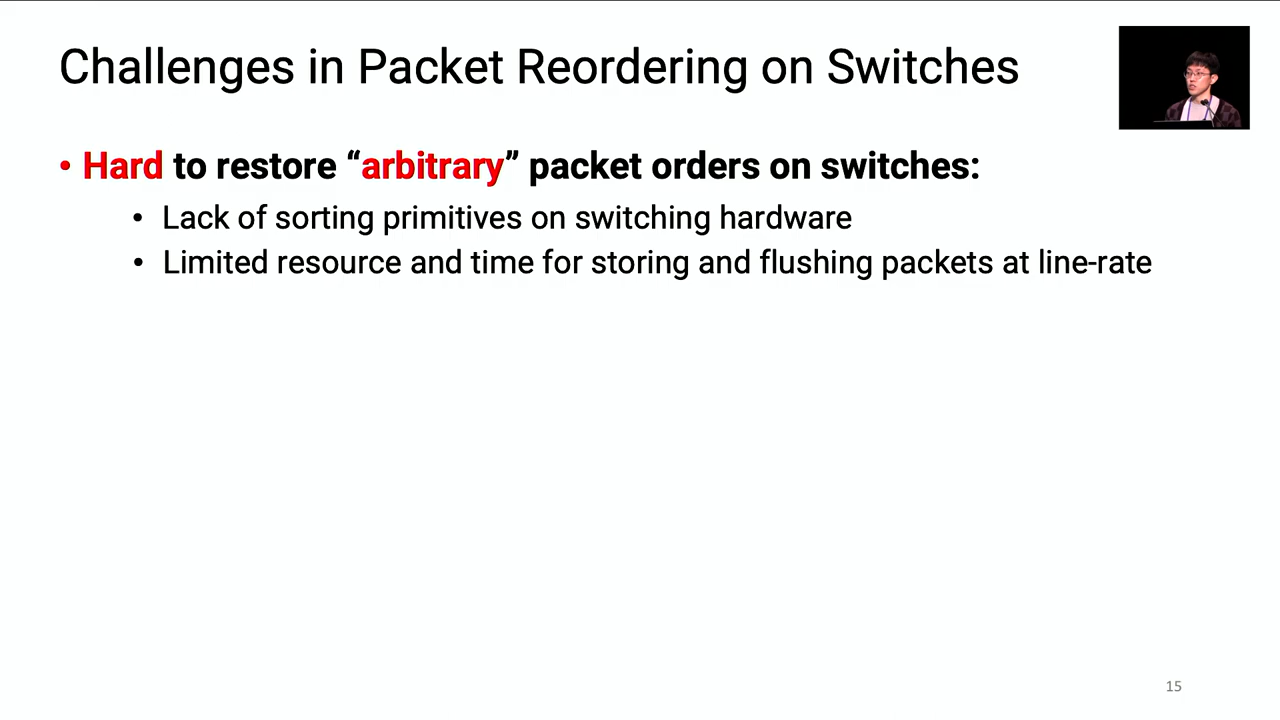 Challenges in Packet Reordering on Switches
• Hard to restore “arbitrary” packet orders on switches:
• Lack of sorting primitives on switching hardware
• Limited resource and time for storing and flushing packets at line-rate
15